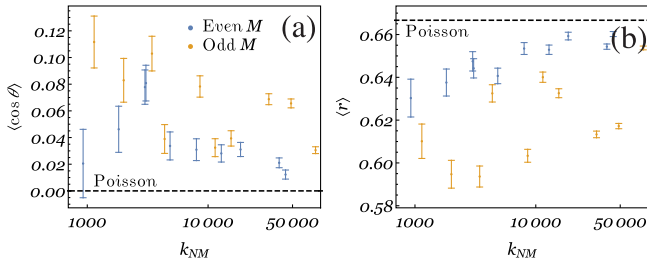 0.12
0.10
0.08
0.06
0.04
0.02
0.00
⟨cos θ⟩
Even M
Odd M
(a)
Poisson
1000
10 000
50 000
k_NM
0.66
0.64
0.62
0.60
0.58
⟨r⟩
Poisson
(b)
1000
10 000
50 000
k_NM